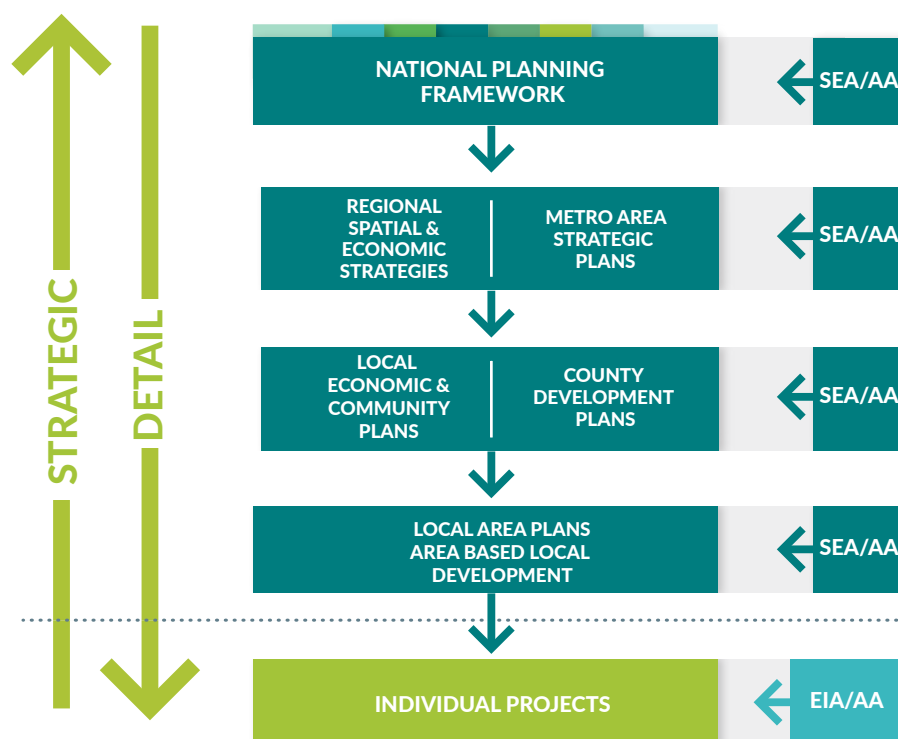 STRATEGIC
DETAIL
NATIONAL PLANNING
FRAMEWORK
SEA/AA
REGIONAL
SPATIAL &
ECONOMIC
STRATEGIES
METRO AREA
STRATEGIC
PLANS
SEA/AA
LOCAL
ECONOMIC &
COMMUNITY
PLANS
COUNTY
DEVELOPMENT
PLANS
SEA/AA
LOCAL AREA PLANS
AREA BASED LOCAL
DEVELOPMENT
SEA/AA
INDIVIDUAL PROJECTS
EIA/AA